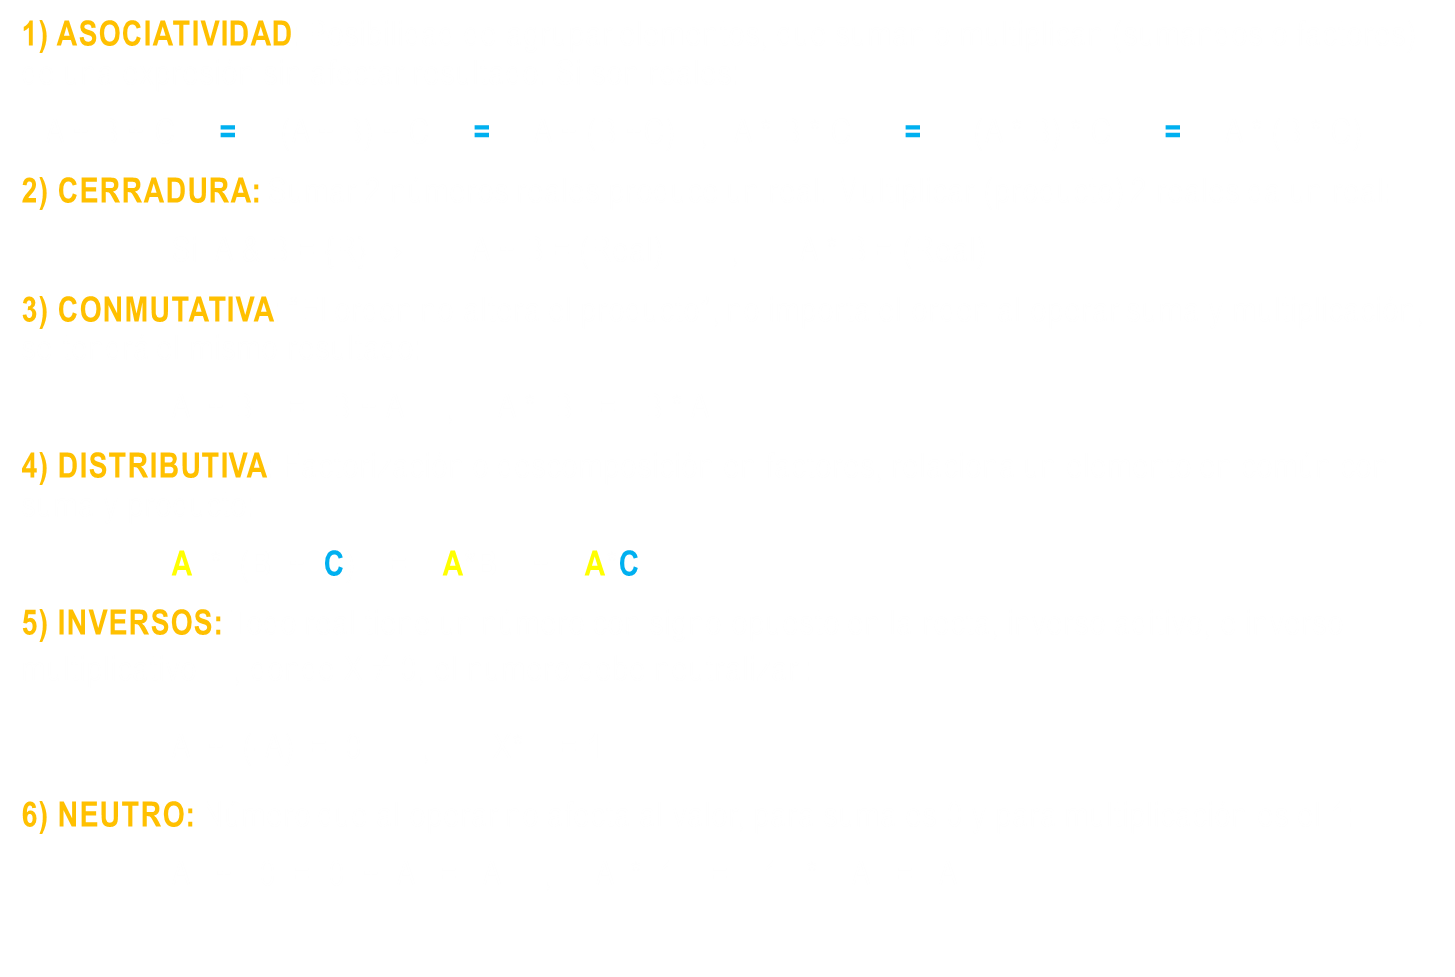 1) ASOCIATIVIDAD
= = = =
2) CERRADURA:
3) CONMUTATIVA
4) DISTRIBUTIVA
A C A A C
5) INVERSOS:
6) NEUTRO: